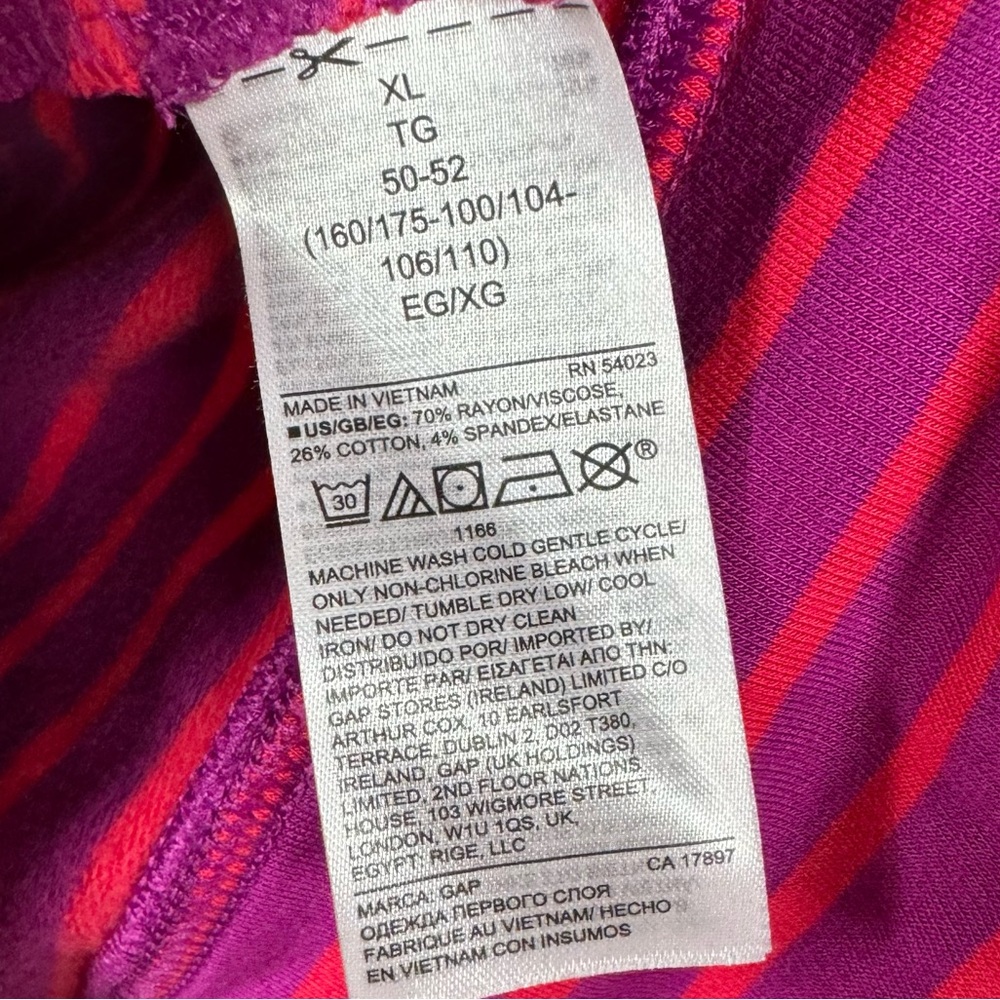 XL
TG
50-52
(160/175-100/104-
106/110)
EG/XG
RN 54023
MADE IN VIETNAM
■US/GB/EG: 70% RAYON/VISCOSE,
26% COTTON, 4% SPANDEX/ELASTANE
30
®
1166
MACHINE WASH COLD GENTLE CYCLE/
ONLY NON-CHLORINE BLEACH WHEN
NEEDED/ TUMBLE DRY LOW/ COOL
IRON/ DO NOT DRY CLEAN
DISTRIBUIDO POR/ IMPORTED BY/
IMPORTE PAR/ ΕΙΣΑΓΕΤΑΙ ΑΠΟ ΤΗΝ:
GAP STORES (IRELAND) LIMITED C/O
ARTHUR COX, 10 EARLSFORT
TERRACE, DUBLIN 2, D02 T380,
IRELAND, GAP (UK HOLDINGS)
LIMITED, 2ND FLOOR NATIONS
HOUSE, 103 WIGMORE STREET,
LONDON, W1U 1QS, UK,
EGYPT: RIGE, LLC
CA 17897
MARCA: GAP
ОДЕЖДА ПЕРВОГО СЛОЯ
FABRIQUE AU VIETNAM/ HECHO
EN VIETNAM CON INSUMOS